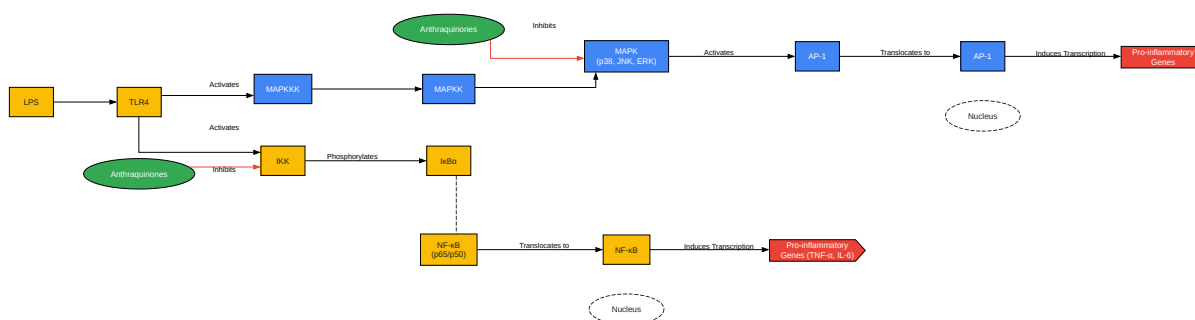 Anthraquinones
Inhibits
MAPK
(p38, JNK, ERK)
Activates
AP-1
Translocates to
AP-1
Induces Transcription
Pro-inflammatory
Genes
LPS
TLR4
Activates
MAPKKK
MAPKK
Nucleus
Activates
Anthraquinones
Inhibits
IKK
Phosphorylates
IκBα
NF-κB
(p65/p50)
Translocates to
NF-κB
Induces Transcription
Pro-inflammatory
Genes (TNF-α, IL-6)
Nucleus